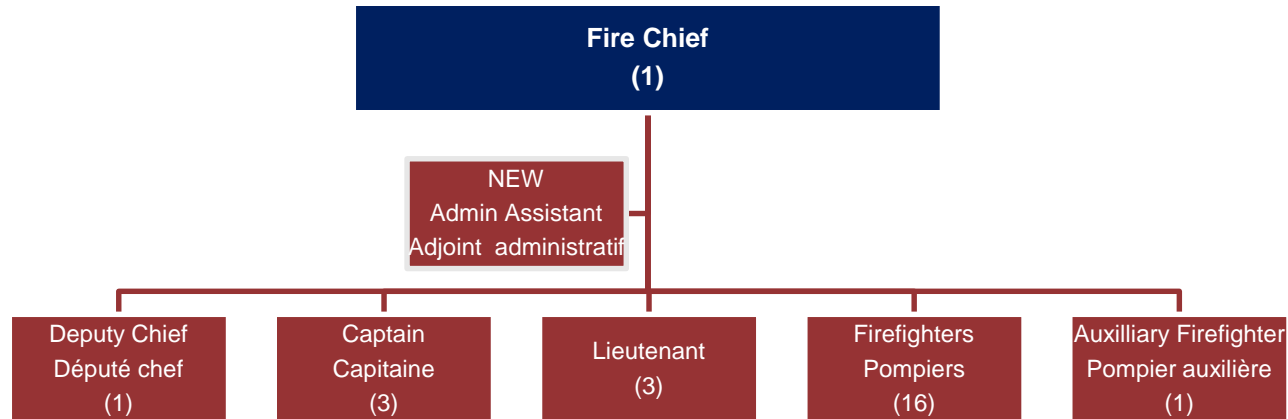 Fire Chief
(1)
NEW
Admin Assistant
Adjoint administratif
Deputy Chief
Député chef
(1)
Captain
Capitaine
(3)
Lieutenant
(3)
Firefighters
Pompiers
(16)
Auxilliary Firefighter
Pompier auxilière
(1)